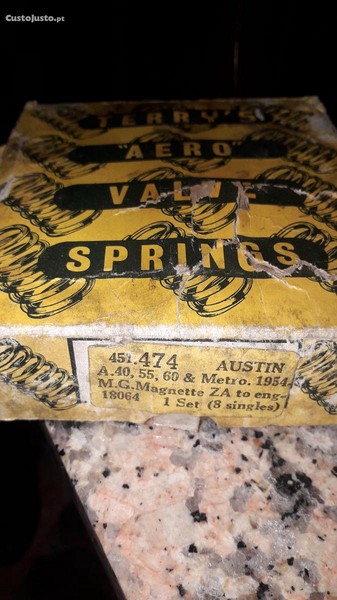 CustoJusto.pt
TERRY'S
"AERO"
VALVE
SPRINGS
451.474 AUSTIN
A.40, 55, 60 & Metro. 1954-
M.G.Magnette ZA to eng-
18064 1 Set (8 singles)